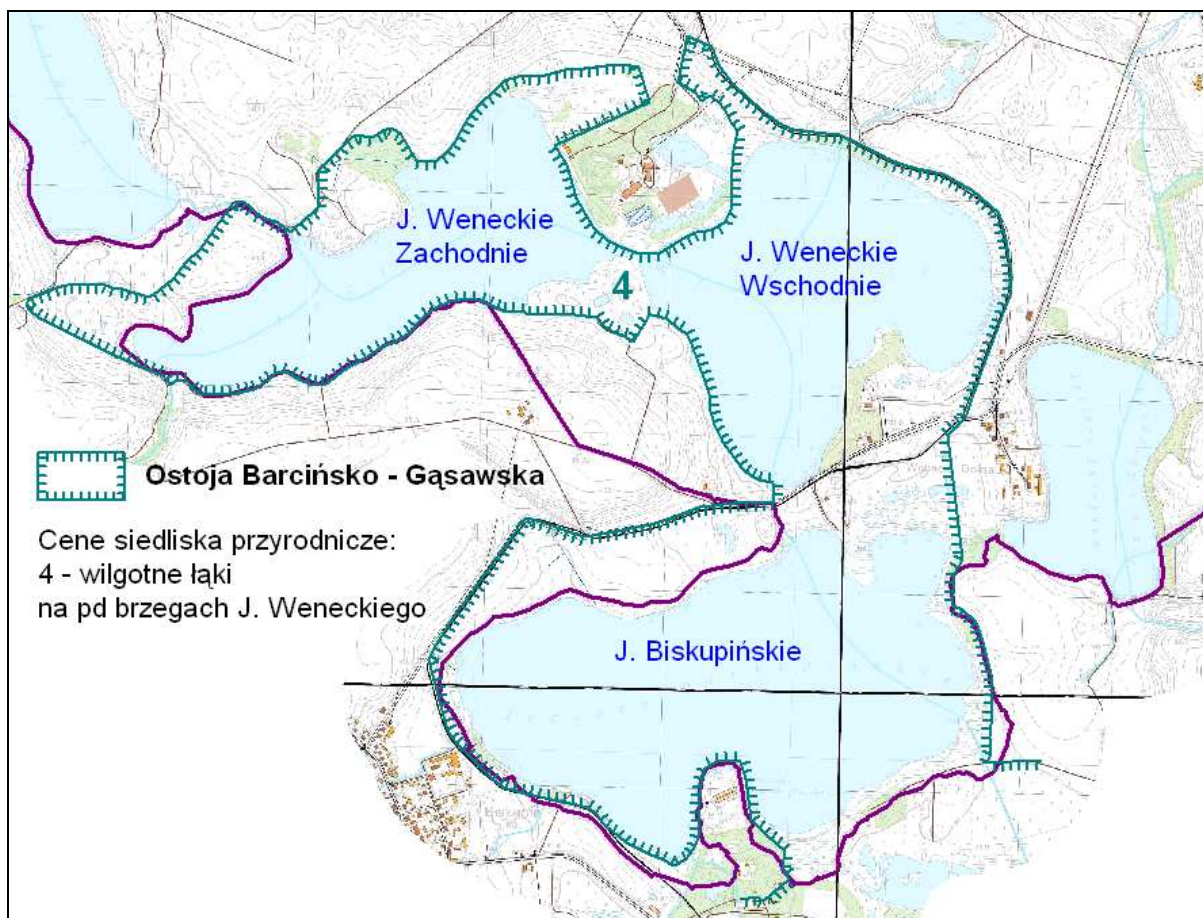 J. Weneckie
Zachodnie
J. Weneckie
Wschodnie
4
Ostoja Barcińsko - Gąsawska
Cene siedliska przyrodnicze:
4 - wilgotne łąki
na pd brzegach J. Weneckiego
J. Biskupińskie